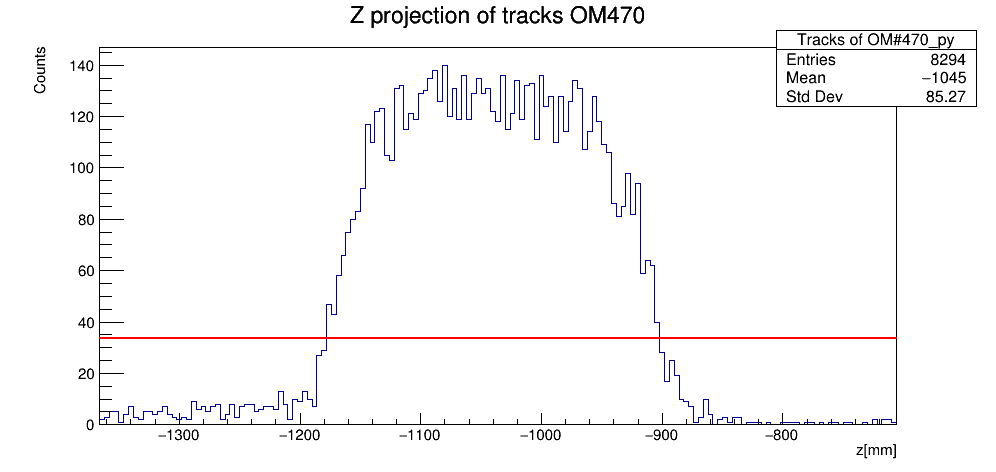 Z projection of tracks OM470
Tracks of OM#470_py
Entries 8294
Mean −1045
Std Dev 85.27
Counts
140
120
100
80
60
40
20
0
−1300 −1200 −1100 −1000 −900 −800
z[mm]